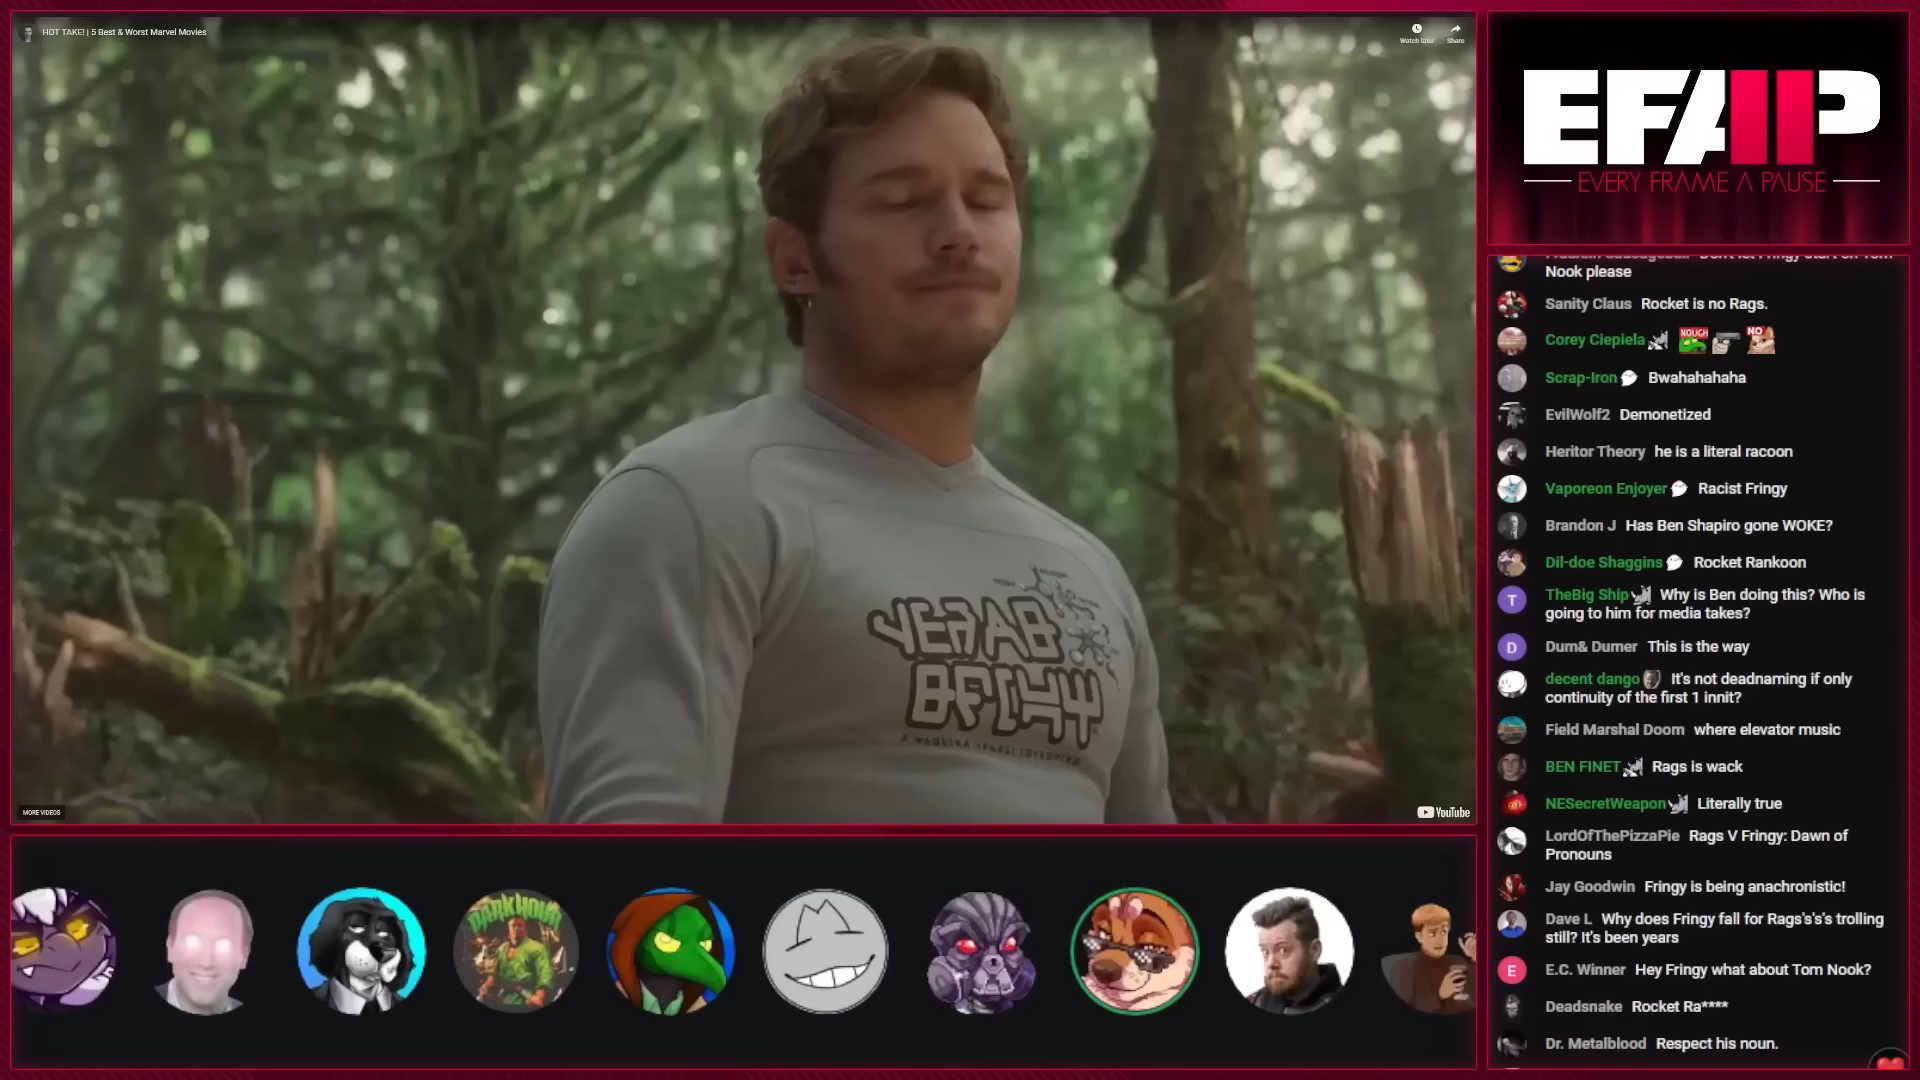 HOT TAKE! | 5 Best & Worst Marvel Movies
Watch later
Share
MORE VIDEOS
YouTube
DARK HOUR
EFAP
EVERY FRAME A PAUSE
Nook please
Sanity Claus Rocket is no Rags.
Corey Ciepiela NOUCH NO
Scrap-Iron Bwahahahaha
EvilWolf2 Demonetized
Heritor Theory he is a literal racoon
Vaporeon Enjoyer Racist Fringy
Brandon J Has Ben Shapiro gone WOKE?
Dil-doe Shaggins Rocket Rankoon
T
TheBig Ship Why is Ben doing this? Who is
going to him for media takes?
D
Dum& Dumer This is the way
decent dango It's not deadnaming if only
continuity of the first 1 innit?
Field Marshal Doom where elevator music
BEN FINET Rags is wack
NESecretWeapon Literally true
LordOfThePizzaPie Rags V Fringy: Dawn of
Pronouns
Jay Goodwin Fringy is being anachronistic!
Dave L Why does Fringy fall for Rags's's's trolling
still? It's been years
E
E.C. Winner Hey Fringy what about Tom Nook?
Deadsnake Rocket Ra****
Dr. Metalblood Respect his noun.